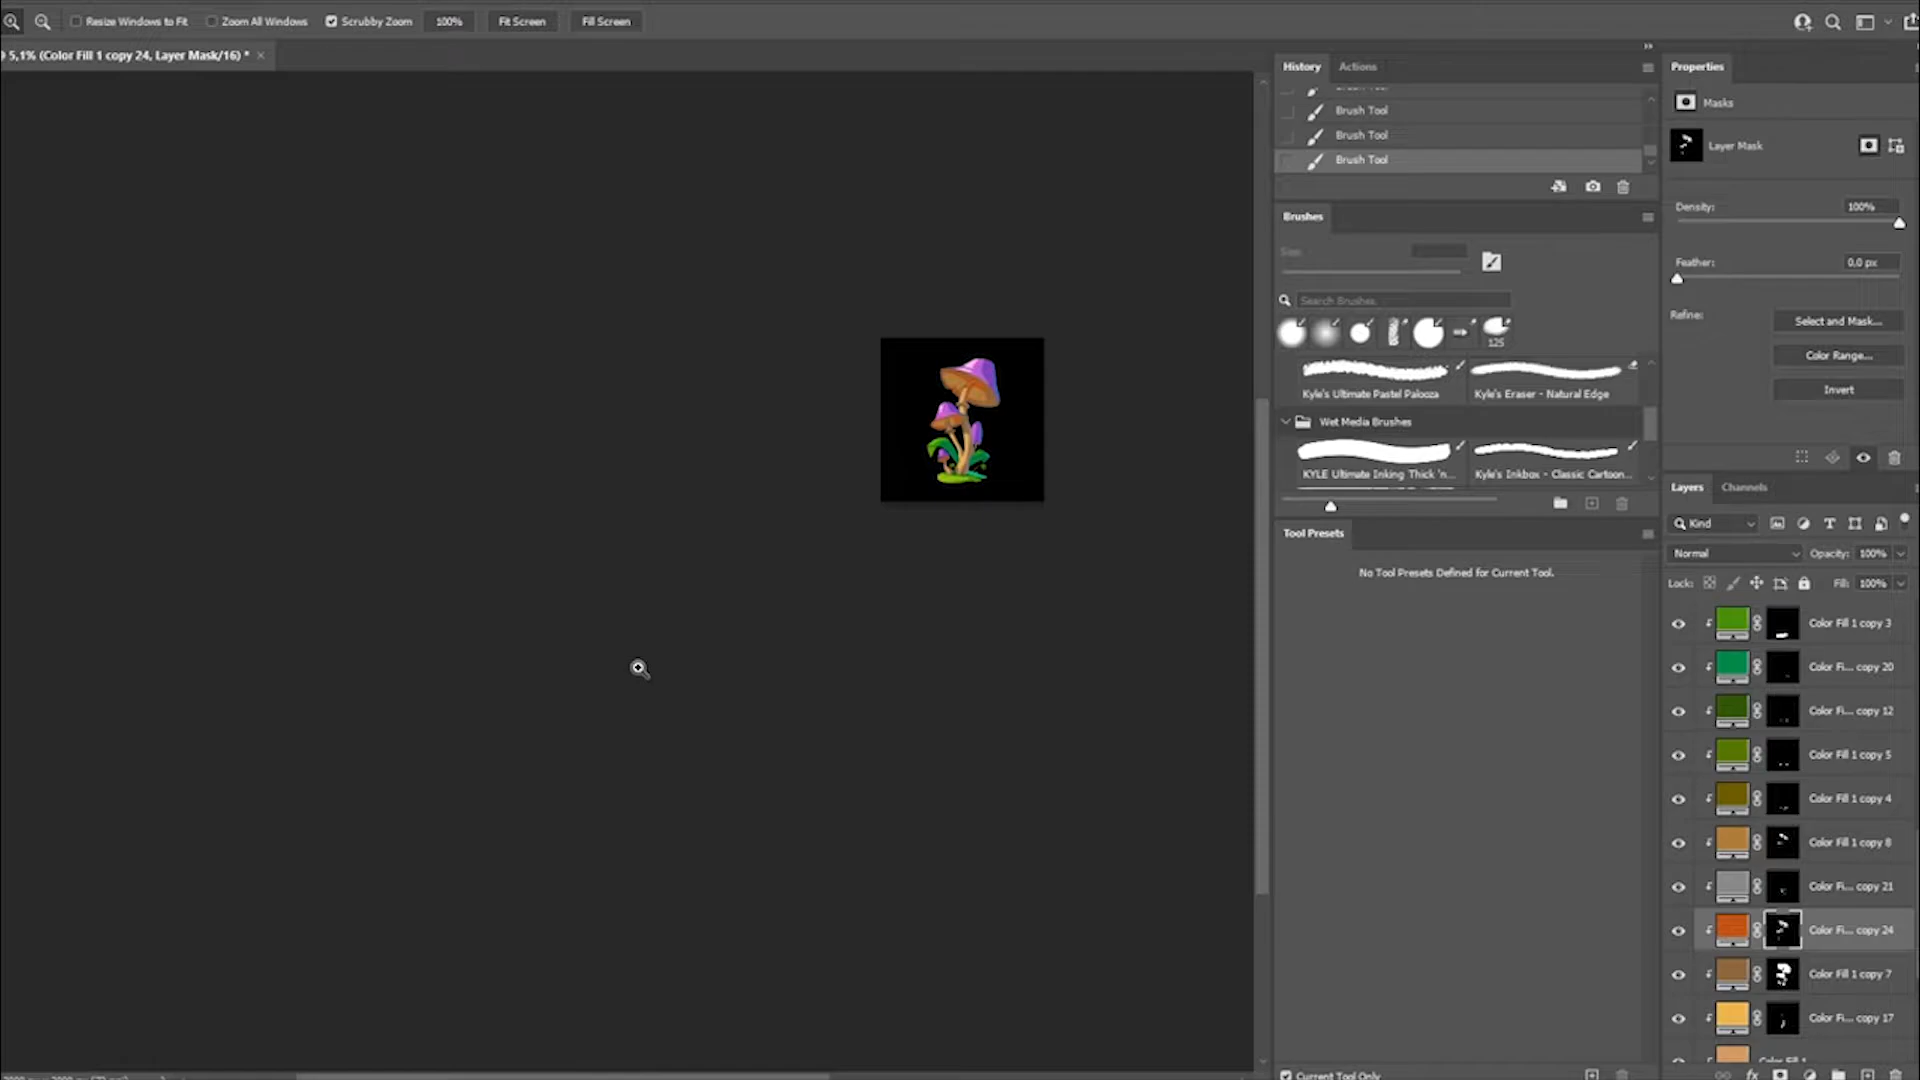 Resize Windows to Fit
Zoom All Windows
Scrubby Zoom
100%
Fit Screen
Fill Screen
5,1% (Color Fill 1 copy 24, Layer Mask/16) *
History
Actions
Brush Tool
Brush Tool
Brush Tool
Brushes
Size:
Search Brushes
125
Kyle's Ultimate Pastel Palooza
Kyle's Eraser - Natural Edge
Wet Media Brushes
KYLE Ultimate Inking Thick 'n...
Kyle's Inkbox - Classic Cartoon...
Tool Presets
No Tool Presets Defined for Current Tool.
Current Tool Only
Properties
Masks
Layer Mask
Density:
100%
Feather:
0.0 px
Refine:
Select and Mask...
Color Range...
Invert
Layers
Channels
Kind
Normal
Opacity: 100%
Lock:
Fill: 100%
Color Fill 1 copy 3
Color Fi... copy 20
Color Fi... copy 12
Color Fill 1 copy 5
Color Fill 1 copy 4
Color Fill 1 copy 8
Color Fi... copy 21
Color Fi... copy 24
Color Fill 1 copy 7
Color Fi... copy 17
Color Fill 1